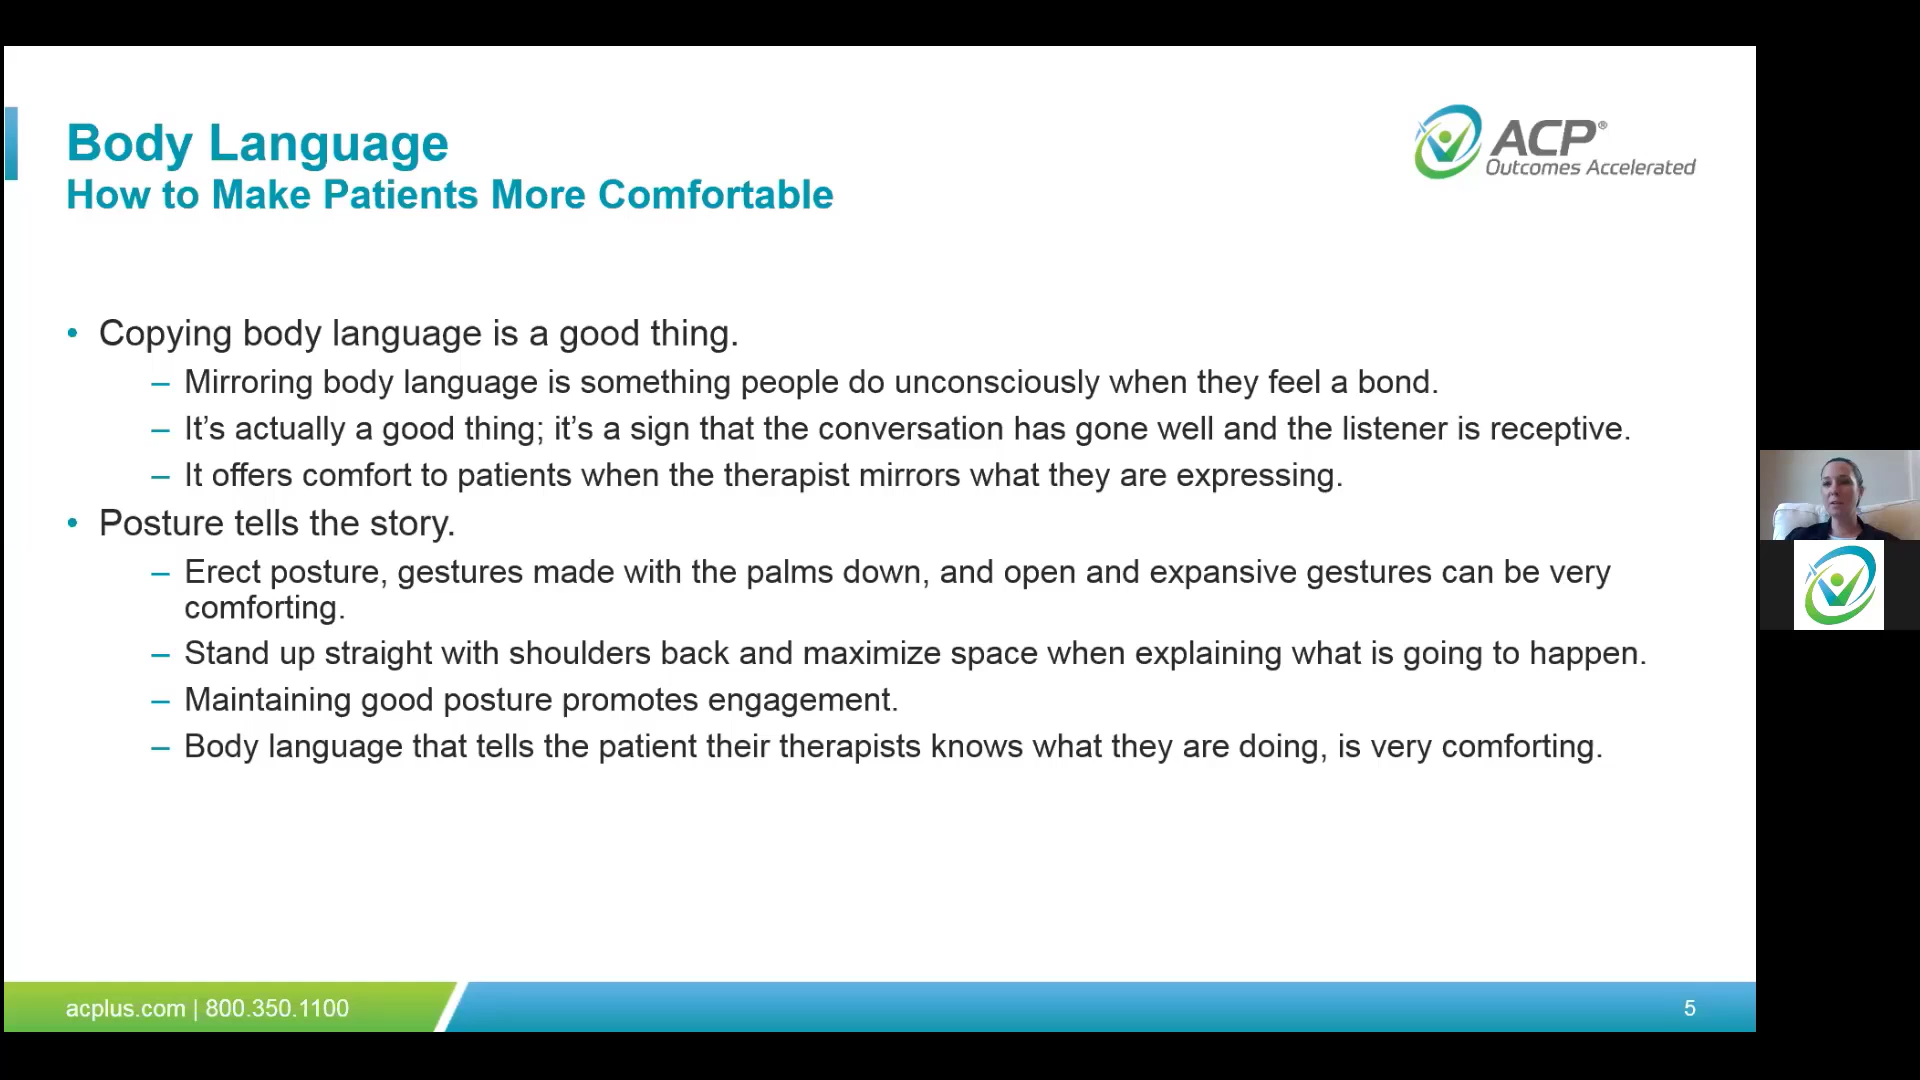 Body Language
How to Make Patients More Comfortable
ACP®
Outcomes Accelerated
• Copying body language is a good thing.
– Mirroring body language is something people do unconsciously when they feel a bond.
– It’s actually a good thing; it’s a sign that the conversation has gone well and the listener is receptive.
– It offers comfort to patients when the therapist mirrors what they are expressing.
• Posture tells the story.
– Erect posture, gestures made with the palms down, and open and expansive gestures can be very
comforting.
– Stand up straight with shoulders back and maximize space when explaining what is going to happen.
– Maintaining good posture promotes engagement.
– Body language that tells the patient their therapists knows what they are doing, is very comforting.
acplus.com | 800.350.1100
5